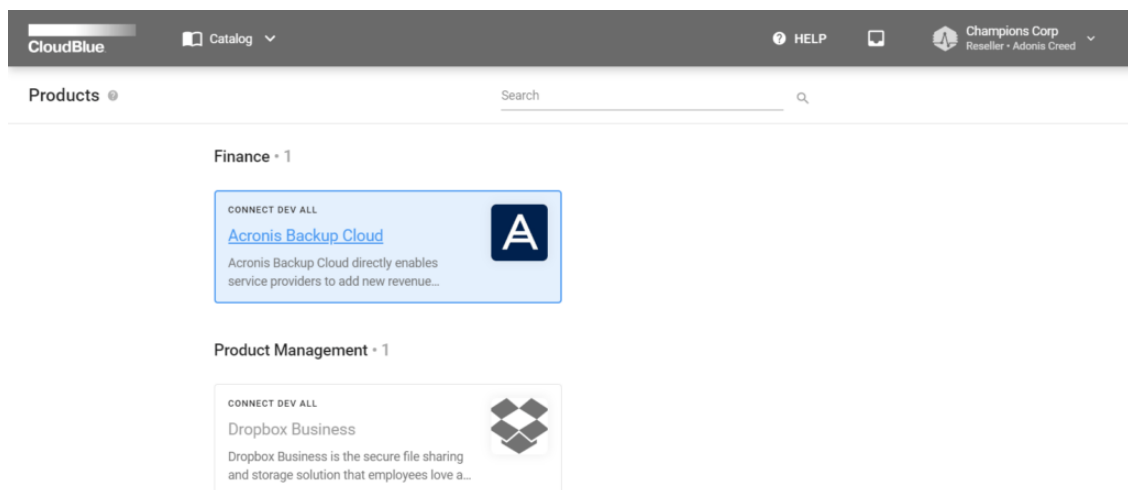 CloudBlue
Catalog
HELP
Champions Corp
Reseller • Adonis Creed
Products
Search
Finance • 1
CONNECT DEV ALL
Acronis Backup Cloud
Acronis Backup Cloud directly enables
service providers to add new revenue...
Product Management • 1
CONNECT DEV ALL
Dropbox Business
Dropbox Business is the secure file sharing
and storage solution that employees love a...